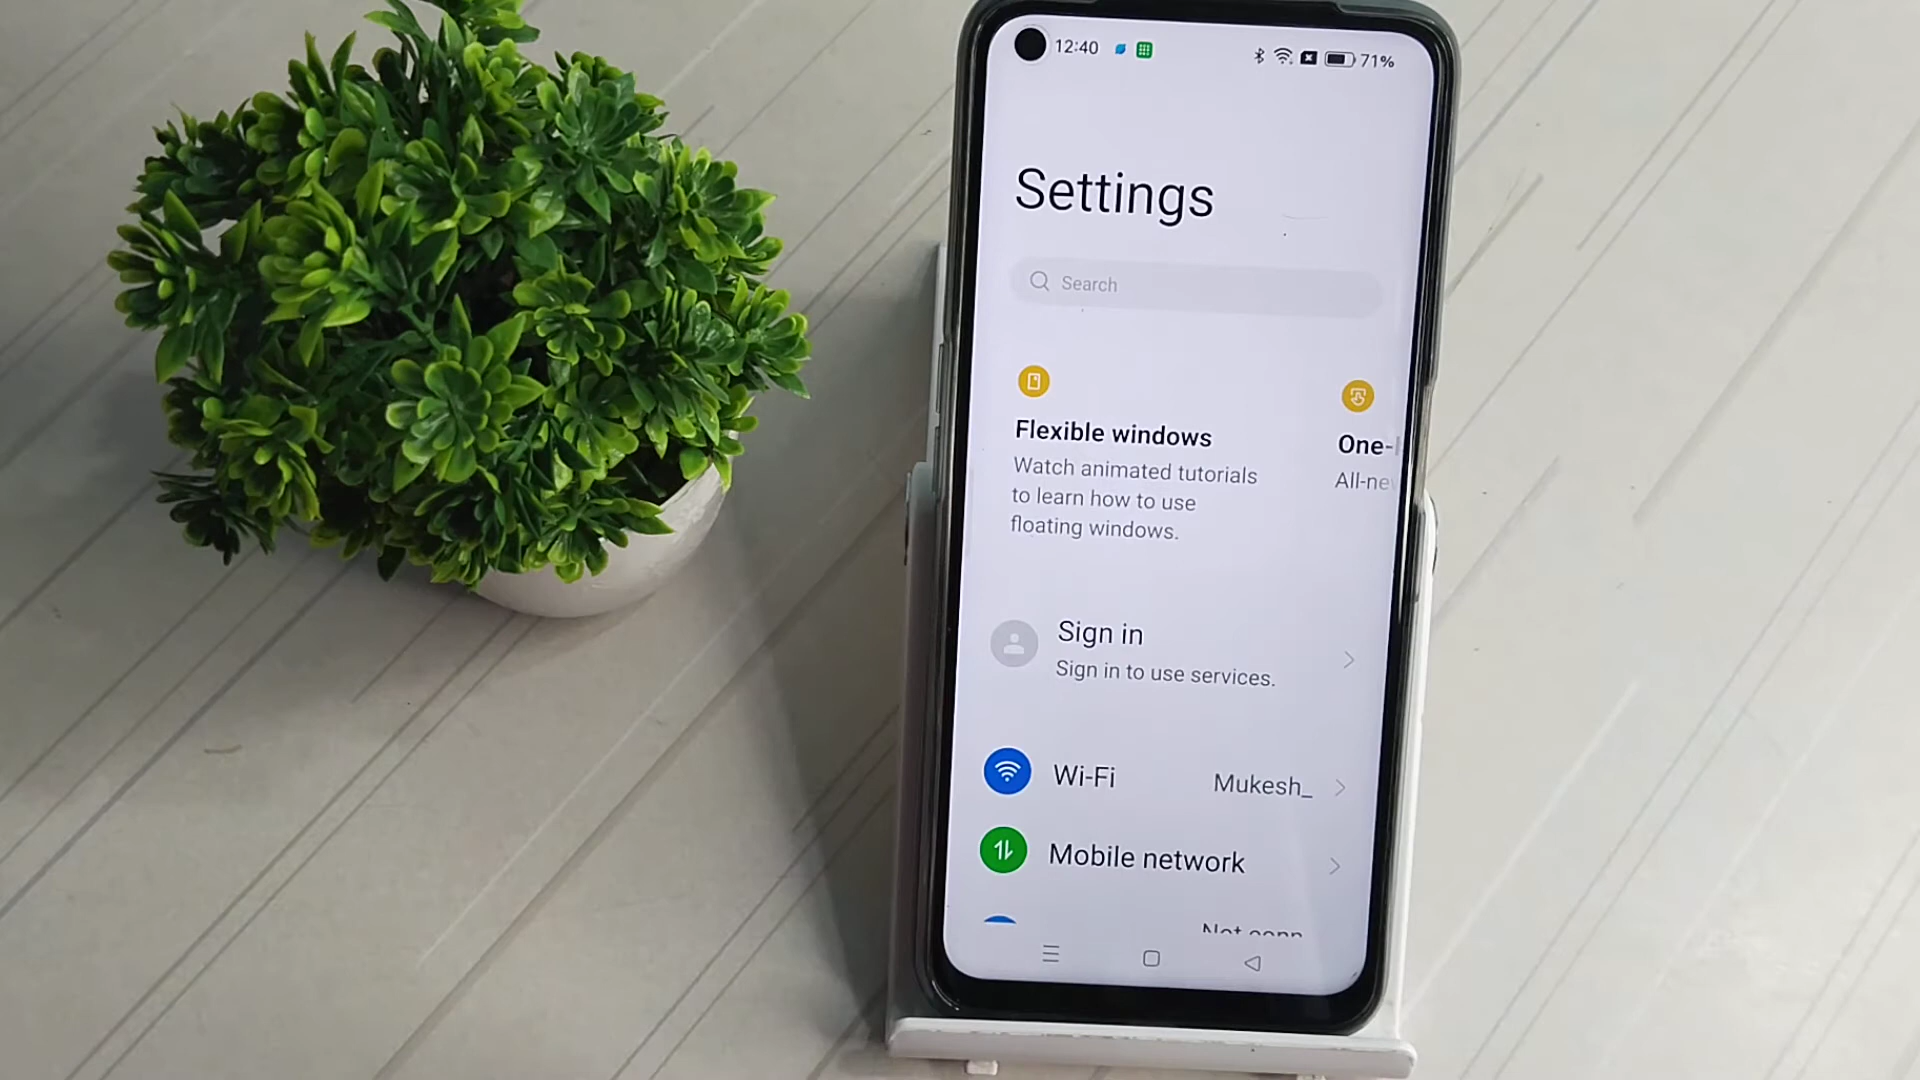 12:40
71%
Settings
Search
Flexible windows
Watch animated tutorials
to learn how to use
floating windows.
One-
All-ne
Sign in
Sign in to use services.
Wi-Fi
Mukesh_
Mobile network
Not conn